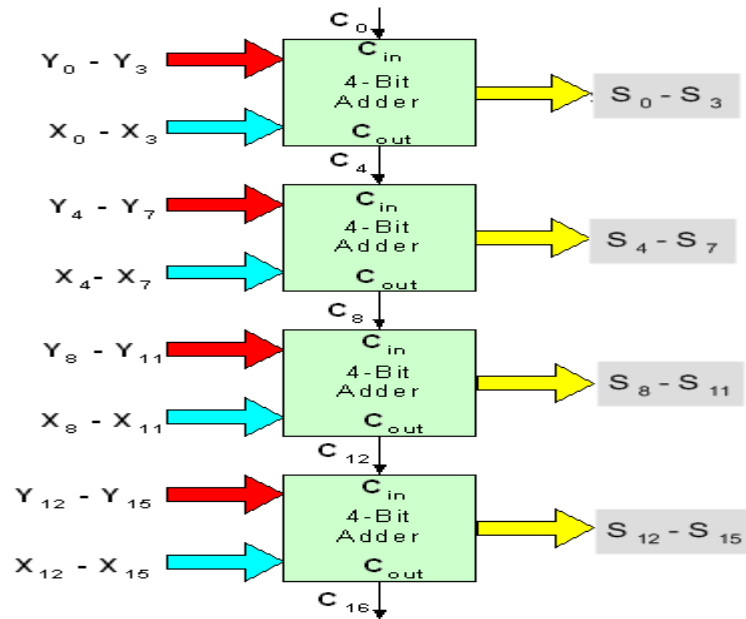 C0
Y0 - Y3
Cin
4-Bit
Adder
S0 - S3
X0 - X3
Cout
C4
Y4 - Y7
Cin
4-Bit
Adder
S4 - S7
X4 - X7
Cout
C8
Y8 - Y11
Cin
4-Bit
Adder
S8 - S11
X8 - X11
Cout
C12
Y12 - Y15
Cin
4-Bit
Adder
S12 - S15
X12 - X15
Cout
C16